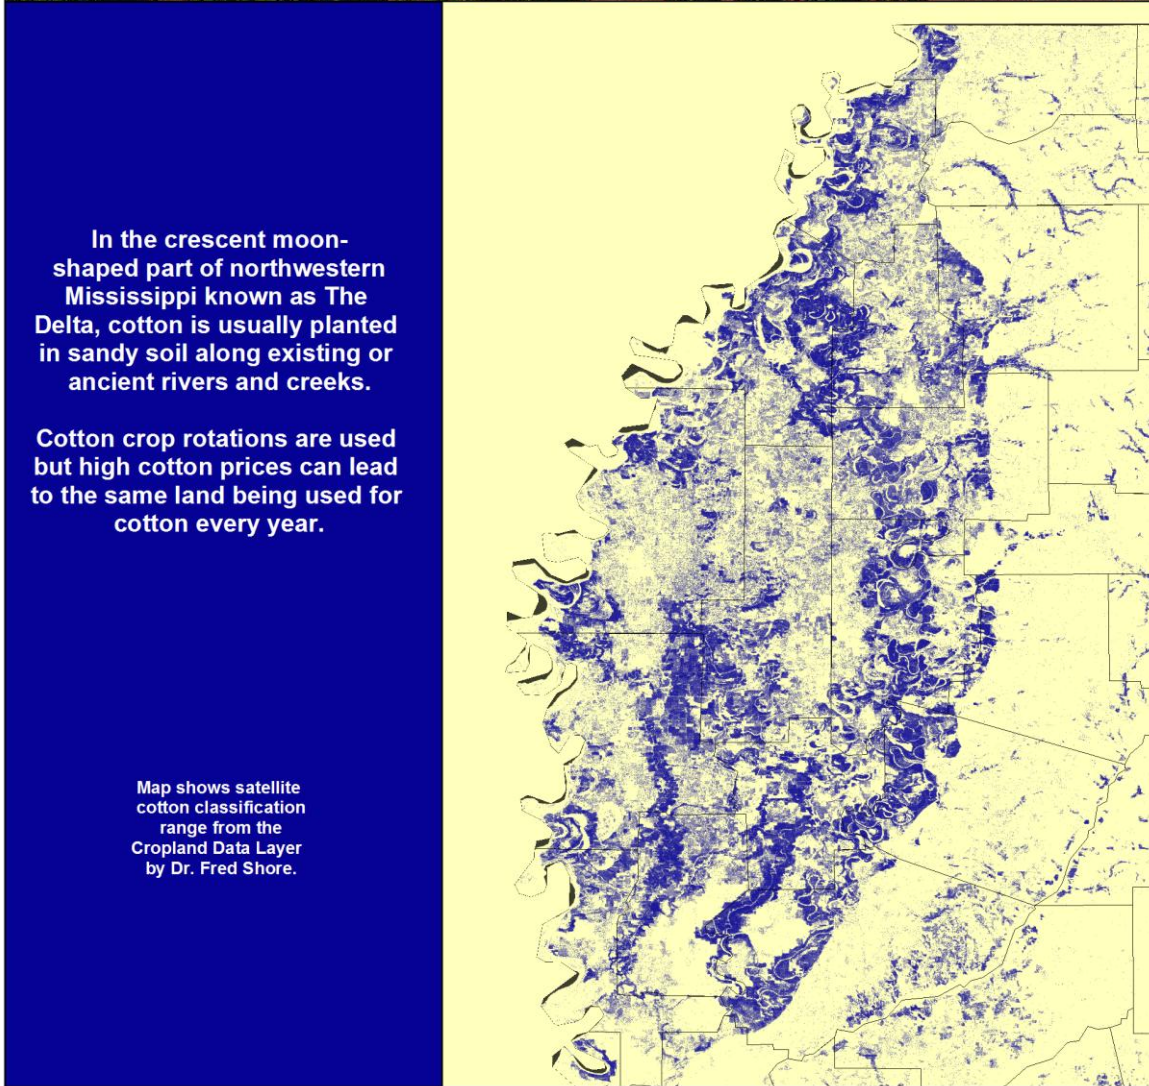 In the crescent moon-
shaped part of northwestern
Mississippi known as The
Delta, cotton is usually planted
in sandy soil along existing or
ancient rivers and creeks.
Cotton crop rotations are used
but high cotton prices can lead
to the same land being used for
cotton every year.
Map shows satellite
cotton classification
range from the
Cropland Data Layer
by Dr. Fred Shore.